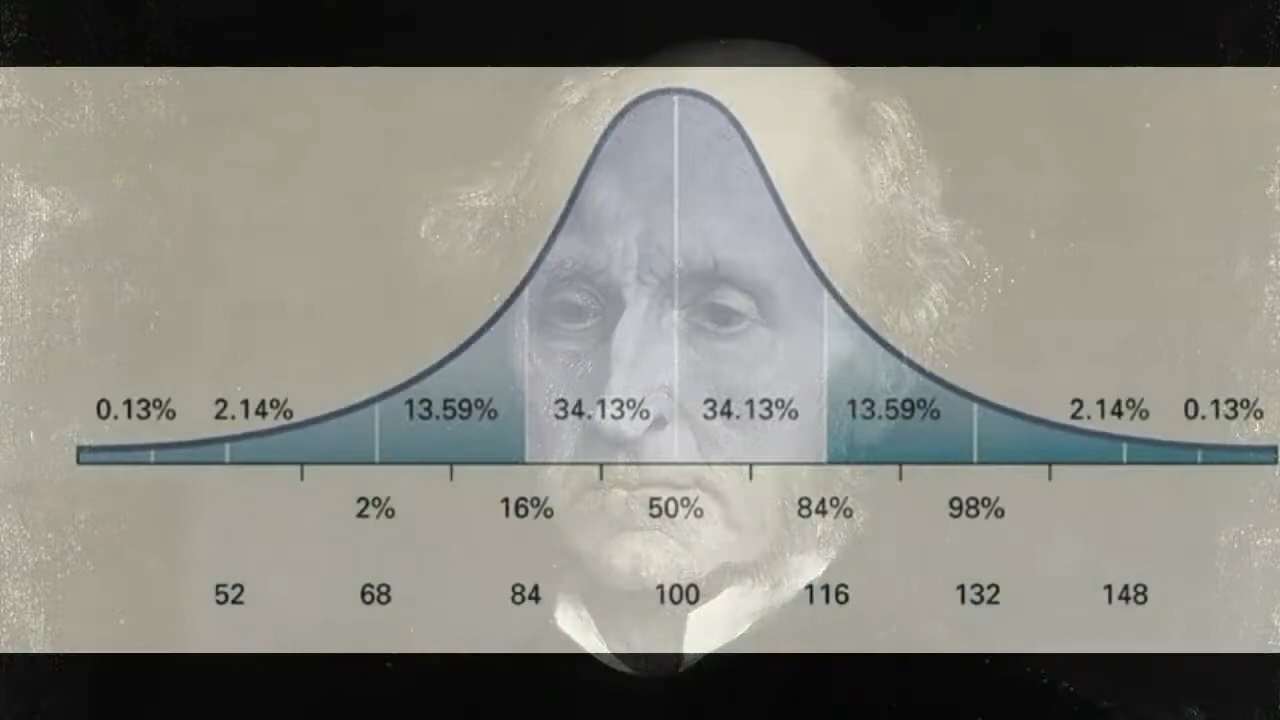 0.13% 2.14% 13.59% 34.13% 34.13% 13.59% 2.14% 0.13%
2% 16% 50% 84% 98%
52 68 84 100 116 132 148